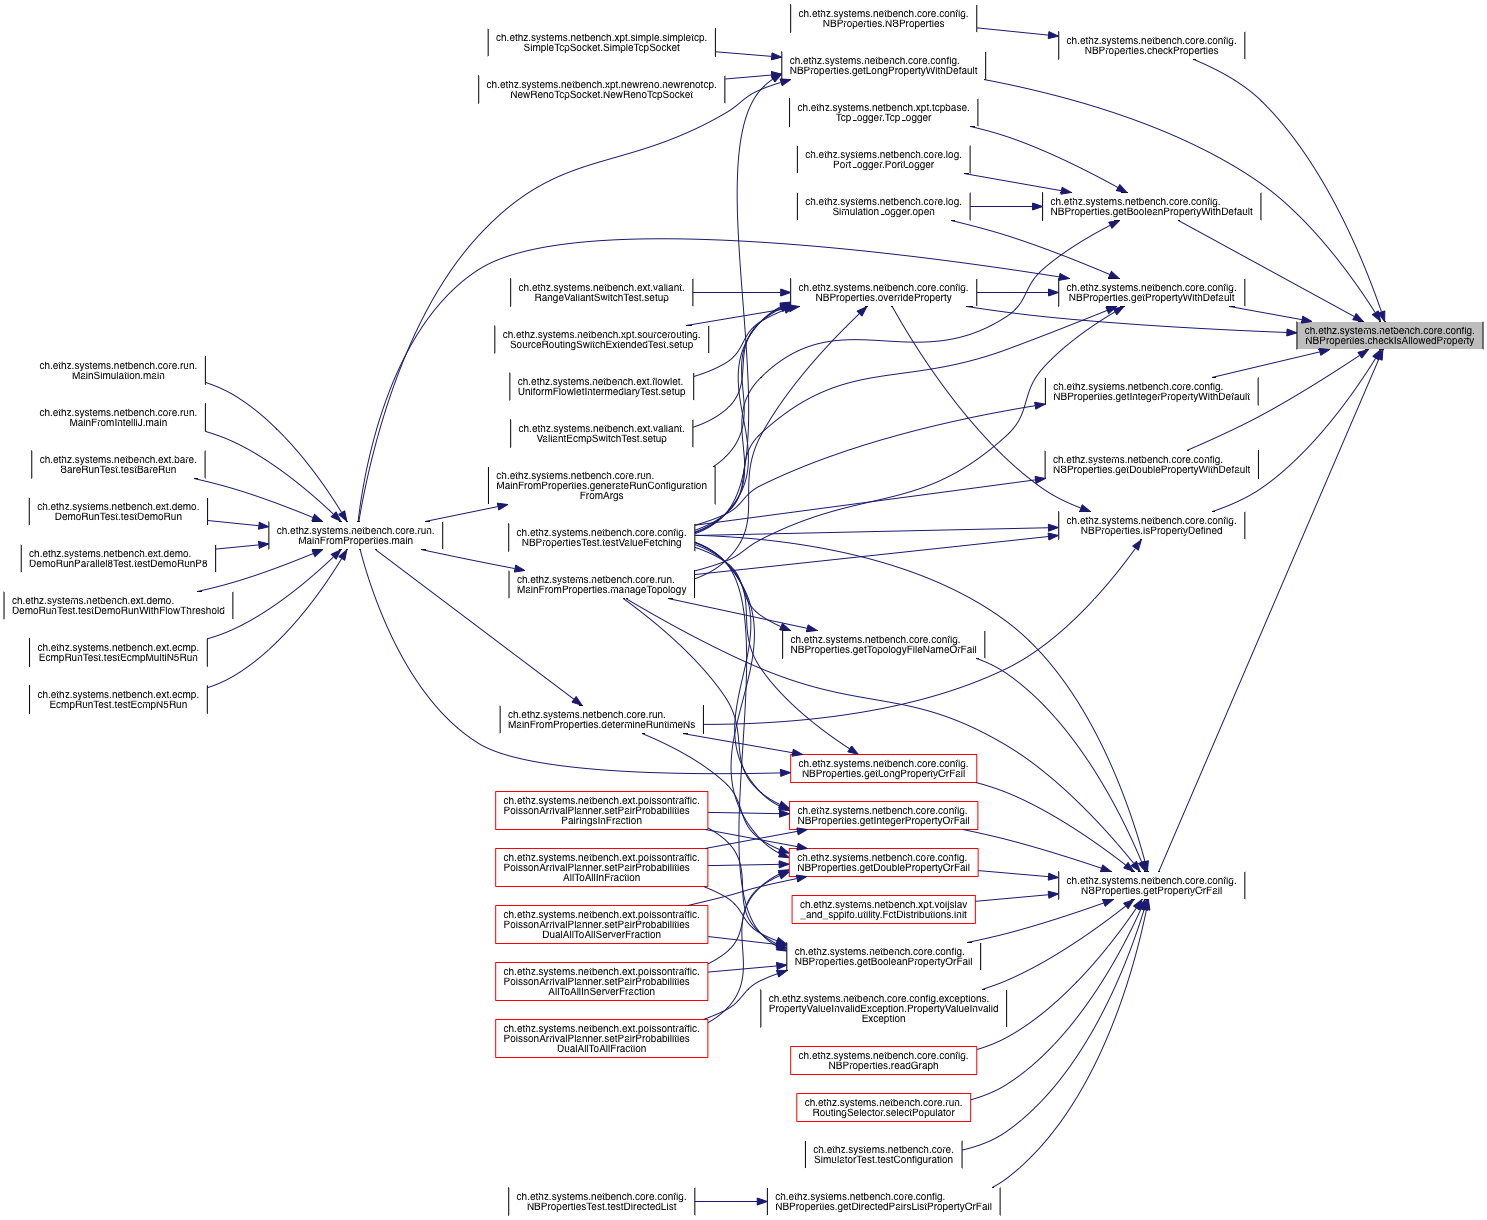 ch.ethz.systems.netbench.core.config.
NBProperties.NBProperties
ch.ethz.systems.netbench.xpt.simple.simpletcp.
SimpleTcpSocket.SimpleTcpSocket
ch.ethz.systems.netbench.core.config.
NBProperties.checkProperties
ch.ethz.systems.netbench.core.config.
NBProperties.getLongPropertyWithDefault
ch.ethz.systems.netbench.xpt.newreno.newrenotcp.
NewRenoTcpSocket.NewRenoTcpSocket
ch.ethz.systems.netbench.xpt.tcpbase.
TcpLogger.TcpLogger
ch.ethz.systems.netbench.core.log.
PortLogger.PortLogger
ch.ethz.systems.netbench.core.log.
SimulationLogger.open
ch.ethz.systems.netbench.core.config.
NBProperties.getBooleanPropertyWithDefault
ch.ethz.systems.netbench.ext.valiant.
RangeValiantSwitchTest.setup
ch.ethz.systems.netbench.core.config.
NBProperties.overrideProperty
ch.ethz.systems.netbench.core.config.
NBProperties.getPropertyWithDefault
ch.ethz.systems.netbench.xpt.sourcerouting.
SourceRoutingSwitchExtendedTest.setup
ch.ethz.systems.netbench.core.config.
NBProperties.checkIsAllowedProperty
ch.ethz.systems.netbench.core.run.
MainSimulation.main
ch.ethz.systems.netbench.ext.flowlet.
UniformFlowletIntermediaryTest.setup
ch.ethz.systems.netbench.core.config.
NBProperties.getIntegerPropertyWithDefault
ch.ethz.systems.netbench.core.run.
MainFromIntelliJ.main
ch.ethz.systems.netbench.ext.valiant.
ValiantEcmpSwitchTest.setup
ch.ethz.systems.netbench.ext.bare.
BareRunTest.testBareRun
ch.ethz.systems.netbench.core.run.
MainFromProperties.generateRunConfiguration
FromArgs
ch.ethz.systems.netbench.core.config.
NBProperties.getDoublePropertyWithDefault
ch.ethz.systems.netbench.ext.demo.
DemoRunTest.testDemoRun
ch.ethz.systems.netbench.core.run.
MainFromProperties.main
ch.ethz.systems.netbench.core.config.
NBPropertiesTest.testValueFetching
ch.ethz.systems.netbench.core.config.
NBProperties.isPropertyDefined
ch.ethz.systems.netbench.ext.demo.
DemoRunParallel8Test.testDemoRunP8
ch.ethz.systems.netbench.core.run.
MainFromProperties.manageTopology
ch.ethz.systems.netbench.ext.demo.
DemoRunTest.testDemoRunWithFlowThreshold
ch.ethz.systems.netbench.ext.ecmp.
EcmpRunTest.testEcmpMultiN5Run
ch.ethz.systems.netbench.core.config.
NBProperties.getTopologyFileNameOrFail
ch.ethz.systems.netbench.ext.ecmp.
EcmpRunTest.testEcmpN5Run
ch.ethz.systems.netbench.core.run.
MainFromProperties.determineRuntimeNs
ch.ethz.systems.netbench.core.config.
NBProperties.getLongPropertyOrFail
ch.ethz.systems.netbench.ext.poissontraffic.
PoissonArrivalPlanner.setPairProbabilities
PairingsInFraction
ch.ethz.systems.netbench.core.config.
NBProperties.getIntegerPropertyOrFail
ch.ethz.systems.netbench.ext.poissontraffic.
PoissonArrivalPlanner.setPairProbabilities
AllToAllInFraction
ch.ethz.systems.netbench.core.config.
NBProperties.getDoublePropertyOrFail
ch.ethz.systems.netbench.core.config.
NBProperties.getPropertyOrFail
ch.ethz.systems.netbench.xpt.voijslav
_and_sppifo.utility.FctDistributions.init
ch.ethz.systems.netbench.ext.poissontraffic.
PoissonArrivalPlanner.setPairProbabilities
DualAllToAllServerFraction
ch.ethz.systems.netbench.core.config.
NBProperties.getBooleanPropertyOrFail
ch.ethz.systems.netbench.ext.poissontraffic.
PoissonArrivalPlanner.setPairProbabilities
AllToAllInServerFraction
ch.ethz.systems.netbench.core.config.exceptions.
PropertyValueInvalidException.PropertyValueInvalid
Exception
ch.ethz.systems.netbench.ext.poissontraffic.
PoissonArrivalPlanner.setPairProbabilities
DualAllToAllFraction
ch.ethz.systems.netbench.core.config.
NBProperties.readGraph
ch.ethz.systems.netbench.core.run.
RoutingSelector.selectPopulator
ch.ethz.systems.netbench.core.
SimulatorTest.testConfiguration
ch.ethz.systems.netbench.core.config.
NBPropertiesTest.testDirectedList
ch.ethz.systems.netbench.core.config.
NBProperties.getDirectedPairsListPropertyOrFail